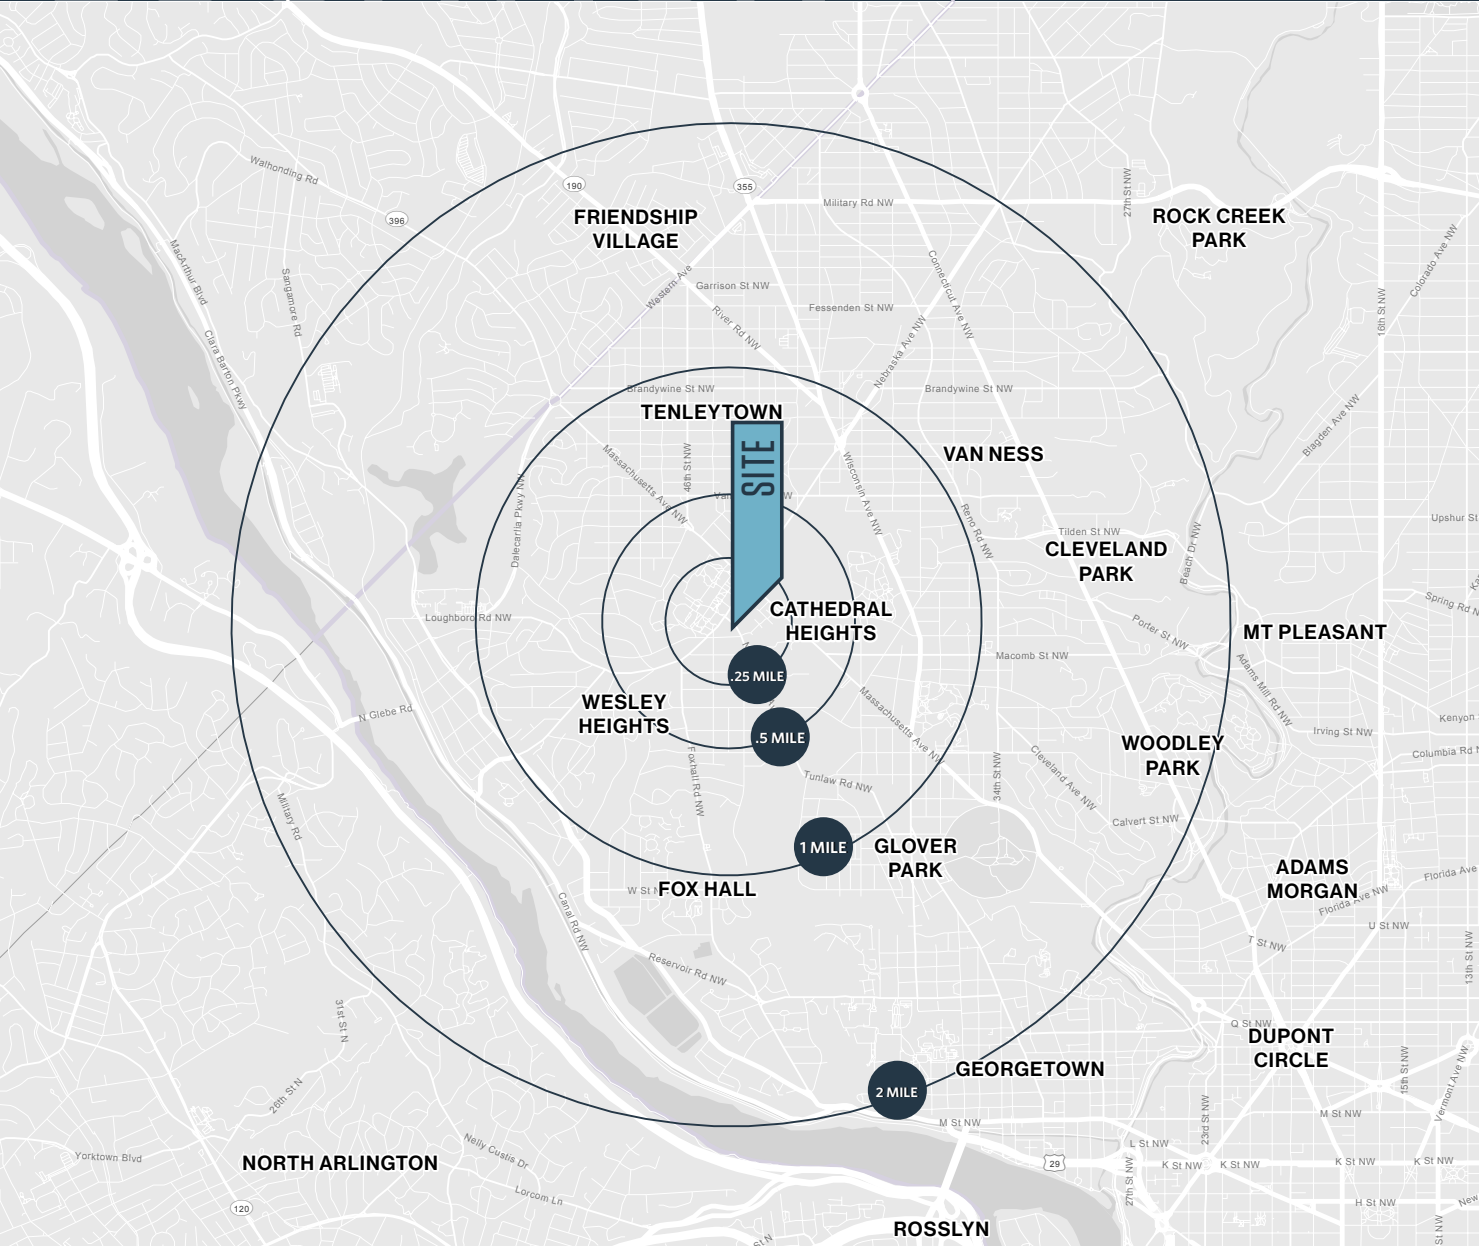 Walhonding Rd
190
355
396
Military Rd NW
27th St NW
FRIENDSHIP
VILLAGE
ROCK CREEK
PARK
MacArthur Blvd
Sangamore Rd
Western Ave
Garrison St NW
Connecticut Ave NW
Colorado Ave NW
Fessenden St NW
River Rd NW
16th St NW
Clara Barton Pkwy
Nebraska Ave NW
Brandywine St NW
Brandywine St NW
TENLEYTOWN
Blagden Ave NW
SITE
VAN NESS
46th St NW
Massachusetts Ave NW
Wisconsin Ave NW
Van
W
Dalecarlia Pkwy NW
Reno Rd NW
Tilden St NW
Upshur St
CLEVELAND
PARK
Beach Dr NW
Spring Rd N
CATHEDRAL
HEIGHTS
Loughboro Rd NW
Porter St NW
MT PLEASANT
Macomb St NW
Adams Mill Rd NW
.25 MILE
WESLEY
HEIGHTS
N Glebe Rd
Massachusetts Ave NW
Kenyon
.5 MILE
Irving St NW
WOODLEY
PARK
Columbia Rd N
Foxhall Rd NW
Tunlaw Rd NW
34th St NW
Cleveland Ave NW
Military Rd
Calvert St NW
1 MILE
GLOVER
PARK
ADAMS
MORGAN
Florida Ave
Florida Ave NW
W St N
FOX HALL
Canal Rd NW
U St NW
T St NW
13th St NW
Reservoir Rd NW
31st St N
Q St NW
DUPONT
CIRCLE
GEORGETOWN
15th St NW
Vermont Ave NW
26th St N
2 MILE
M St NW
M St NW
23rd St NW
Nelly Custis Dr
L St NW
Yorktown Blvd
NORTH ARLINGTON
29
K St NW
K St NW
K St NW
K St NW
27th St NW
Lorcom Ln
H St NW
New
120
ROSSLYN
St N
St NW